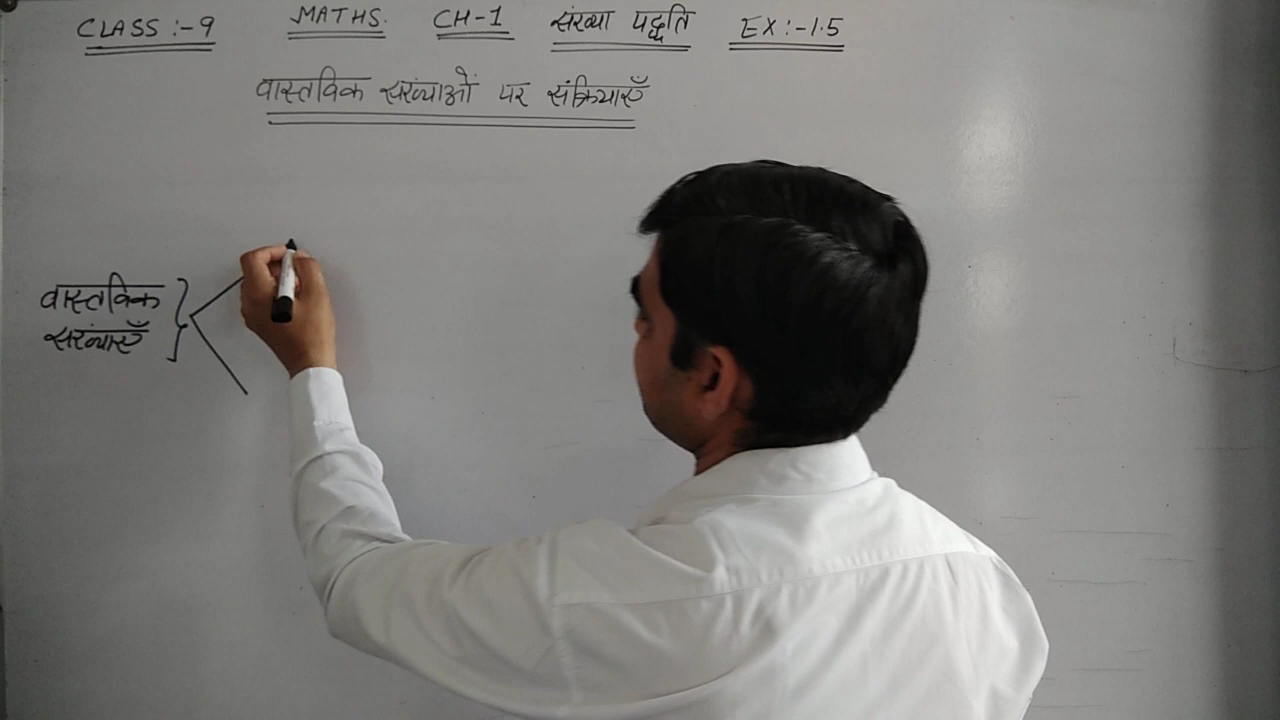 CLASS :- 9 MATHS. CH-1 संख्या पद्धति EX:-1.5
वास्तविक संख्याओं पर संक्रियाएँ
वास्तविक
संख्याएँ